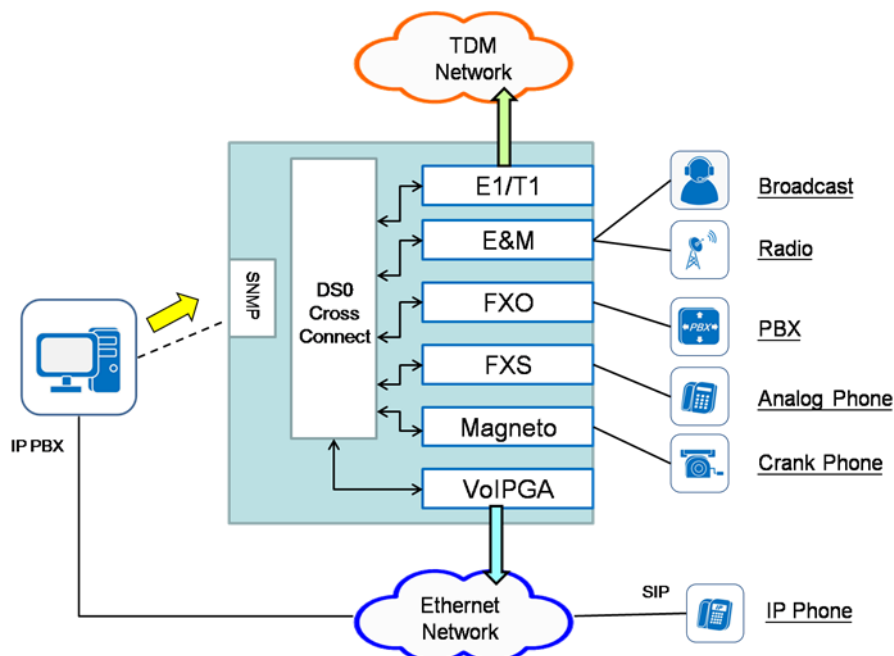 TDM
Network
E1/T1
Broadcast
E&M
Radio
SNMP
DS0
Cross
Connect
FXO
PBX
PBX
FXS
Analog Phone
Magneto
Crank Phone
IP PBX
VoIPGA
Ethernet
Network
SIP
IP
IP Phone